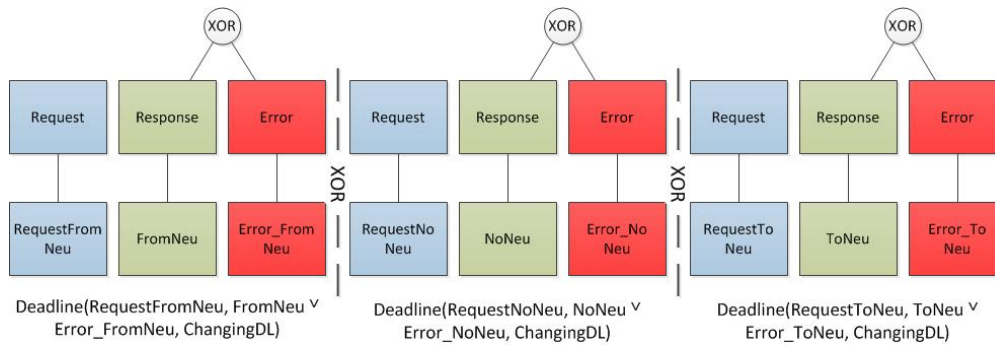 XOR
XOR
XOR
Request
Response
Error
Request
Response
Error
Request
Response
Error
XOR
XOR
RequestFrom
Neu
FromNeu
Error_From
Neu
RequestNo
Neu
NoNeu
Error_No
Neu
RequestTo
Neu
ToNeu
Error_To
Neu
Deadline(RequestFromNeu, FromNeu ∨
Error_FromNeu, ChangingDL)
Deadline(RequestNoNeu, NoNeu ∨
Error_NoNeu, ChangingDL)
Deadline(RequestToNeu, ToNeu ∨
Error_ToNeu, ChangingDL)